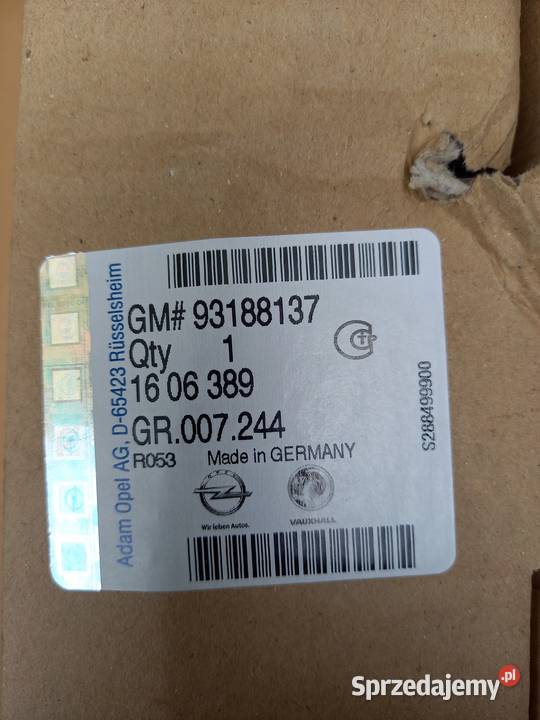 Adam Opel AG, D-65423 Rüsselsheim
GM# 93188137
Qty 1
16 06 389
GR.007.244
R053 Made in GERMANY
Wir leben Autos.
VAUXHALL
S288499900
Sprzedajemy.pl